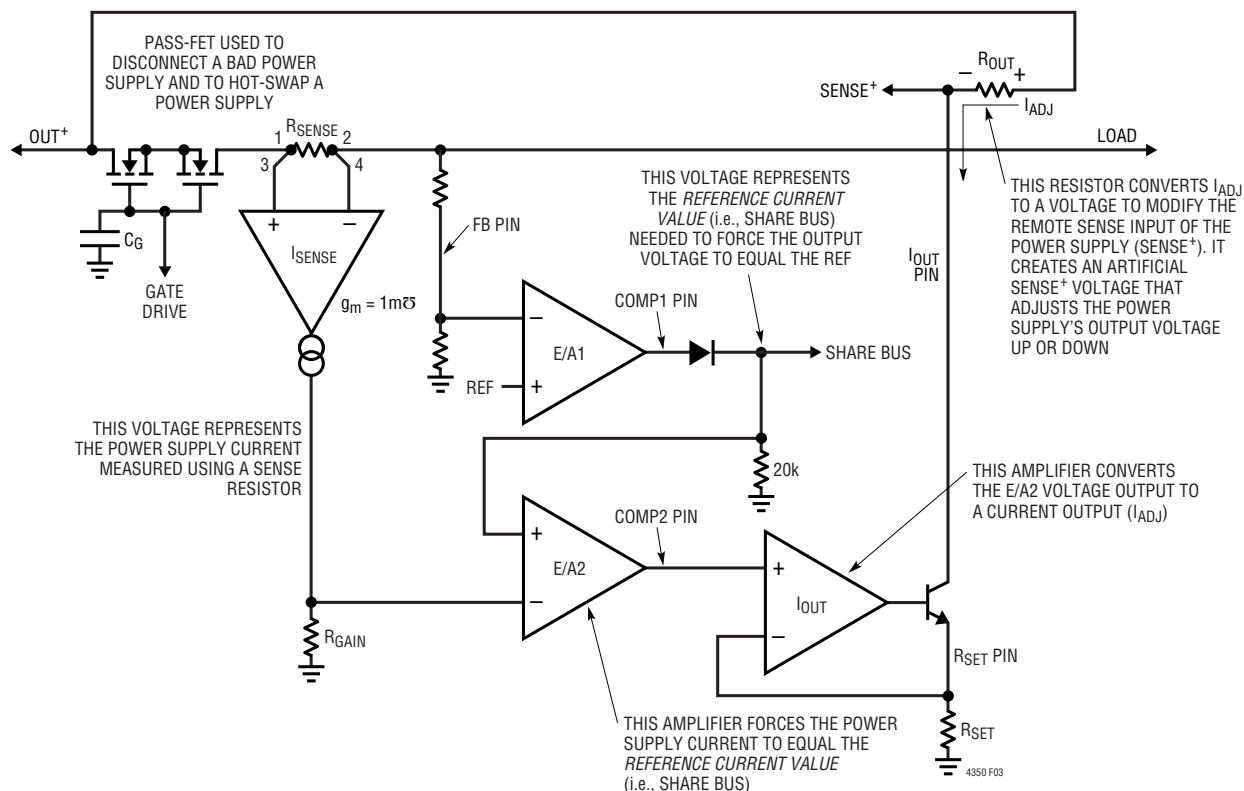 PASS-FET USED TO
DISCONNECT A BAD POWER
SUPPLY AND TO HOT-SWAP A
POWER SUPPLY
− ROUT +
SENSE+
IADJ
OUT+
RSENSE
1 2
3 4
LOAD
THIS RESISTOR CONVERTS IADJ
TO A VOLTAGE TO MODIFY THE
REMOTE SENSE INPUT OF THE
POWER SUPPLY (SENSE+). IT
CREATES AN ARTIFICIAL
SENSE+ VOLTAGE THAT
ADJUSTS THE POWER
SUPPLY'S OUTPUT VOLTAGE
UP OR DOWN
THIS VOLTAGE REPRESENTS
THE REFERENCE CURRENT
VALUE (i.e., SHARE BUS)
NEEDED TO FORCE THE OUTPUT
VOLTAGE TO EQUAL THE REF
CG
GATE
DRIVE
+ −
ISENSE
gm = 1m℧
FB PIN
IOUT
PIN
COMP1 PIN
−
E/A1
+
REF
SHARE BUS
20k
THIS VOLTAGE REPRESENTS
THE POWER SUPPLY CURRENT
MEASURED USING A SENSE
RESISTOR
THIS AMPLIFIER CONVERTS
THE E/A2 VOLTAGE OUTPUT TO
A CURRENT OUTPUT (IADJ)
COMP2 PIN
+
E/A2
−
+
IOUT
−
RGAIN
RSET PIN
RSET
THIS AMPLIFIER FORCES THE POWER
SUPPLY CURRENT TO EQUAL THE
REFERENCE CURRENT VALUE
(i.e., SHARE BUS)
4350 F03